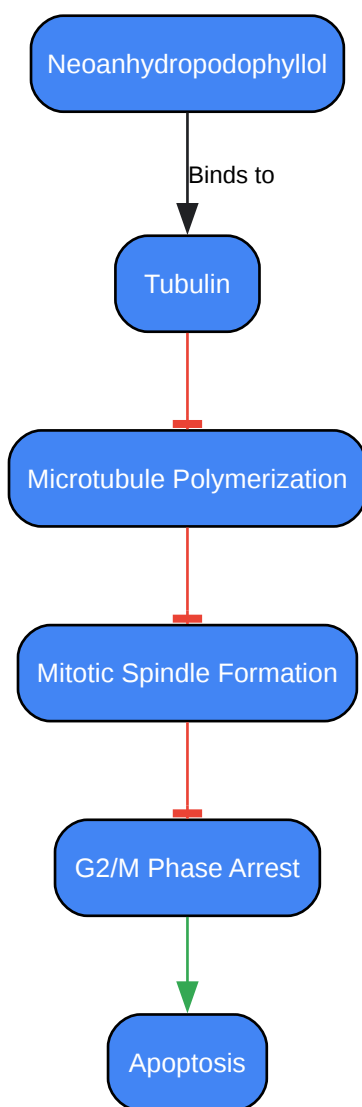 Neoanhydropodophyllol
Binds to
Tubulin
Microtubule Polymerization
Mitotic Spindle Formation
G2/M Phase Arrest
Apoptosis